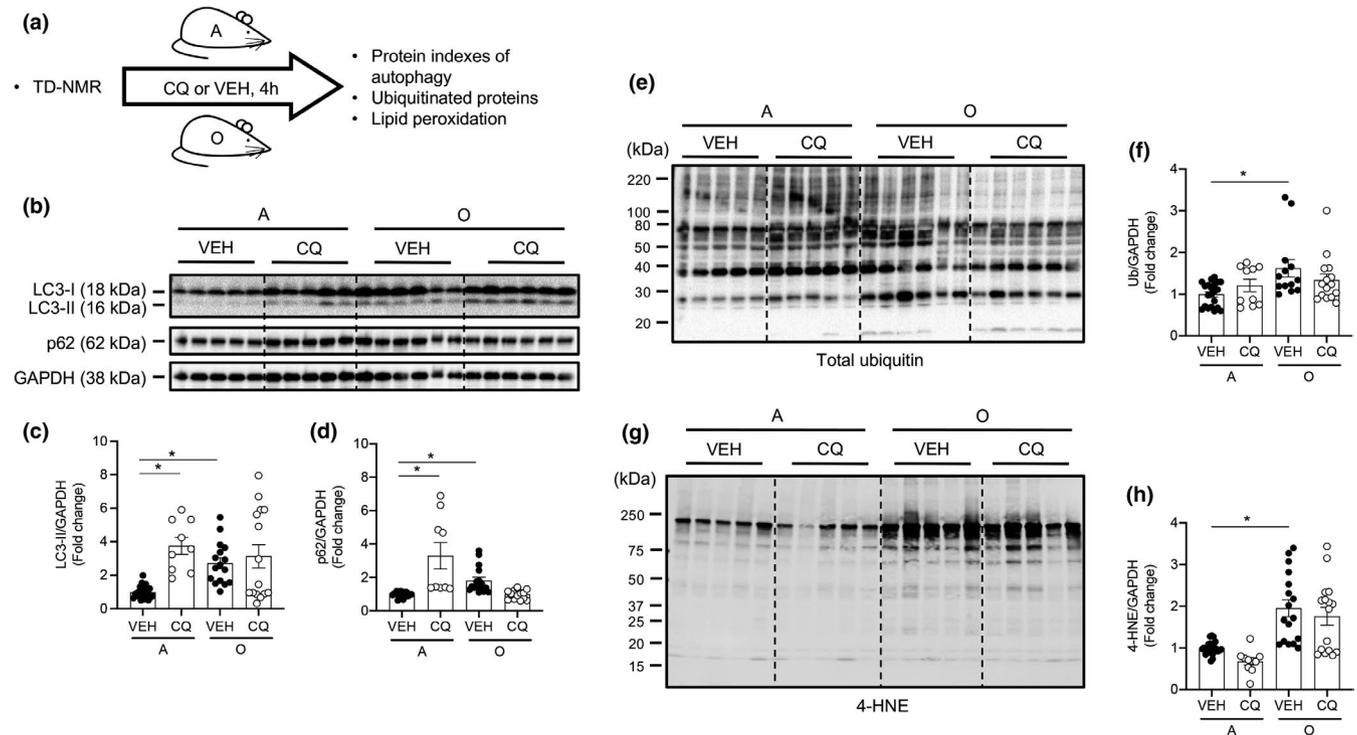 (a)
A
• TD-NMR
CQ or VEH, 4h
O
• Protein indexes of
autophagy
• Ubiquitinated proteins
• Lipid peroxidation
(b)
A O
VEH CQ VEH CQ
LC3-I (18 kDa)
LC3-II (16 kDa)
p62 (62 kDa)
GAPDH (38 kDa)
(c)
LC3-II/GAPDH
(Fold change)
10
8
6
4
2
0
*
*
VEH CQ VEH CQ
A O
(d)
p62/GAPDH
(Fold change)
10
8
6
4
2
0
*
*
VEH CQ VEH CQ
A O
(e)
A O
VEH CQ VEH CQ
(kDa)
220
100
80
50
40
30
20
Total ubiquitin
(f)
Ub/GAPDH
(Fold change)
4
3
2
1
0
*
VEH CQ VEH CQ
A O
(g)
A O
VEH CQ VEH CQ
(kDa)
250
75
50
37
25
20
15
4-HNE
(h)
4-HNE/GAPDH
(Fold change)
4
3
2
1
0
*
VEH CQ VEH CQ
A O